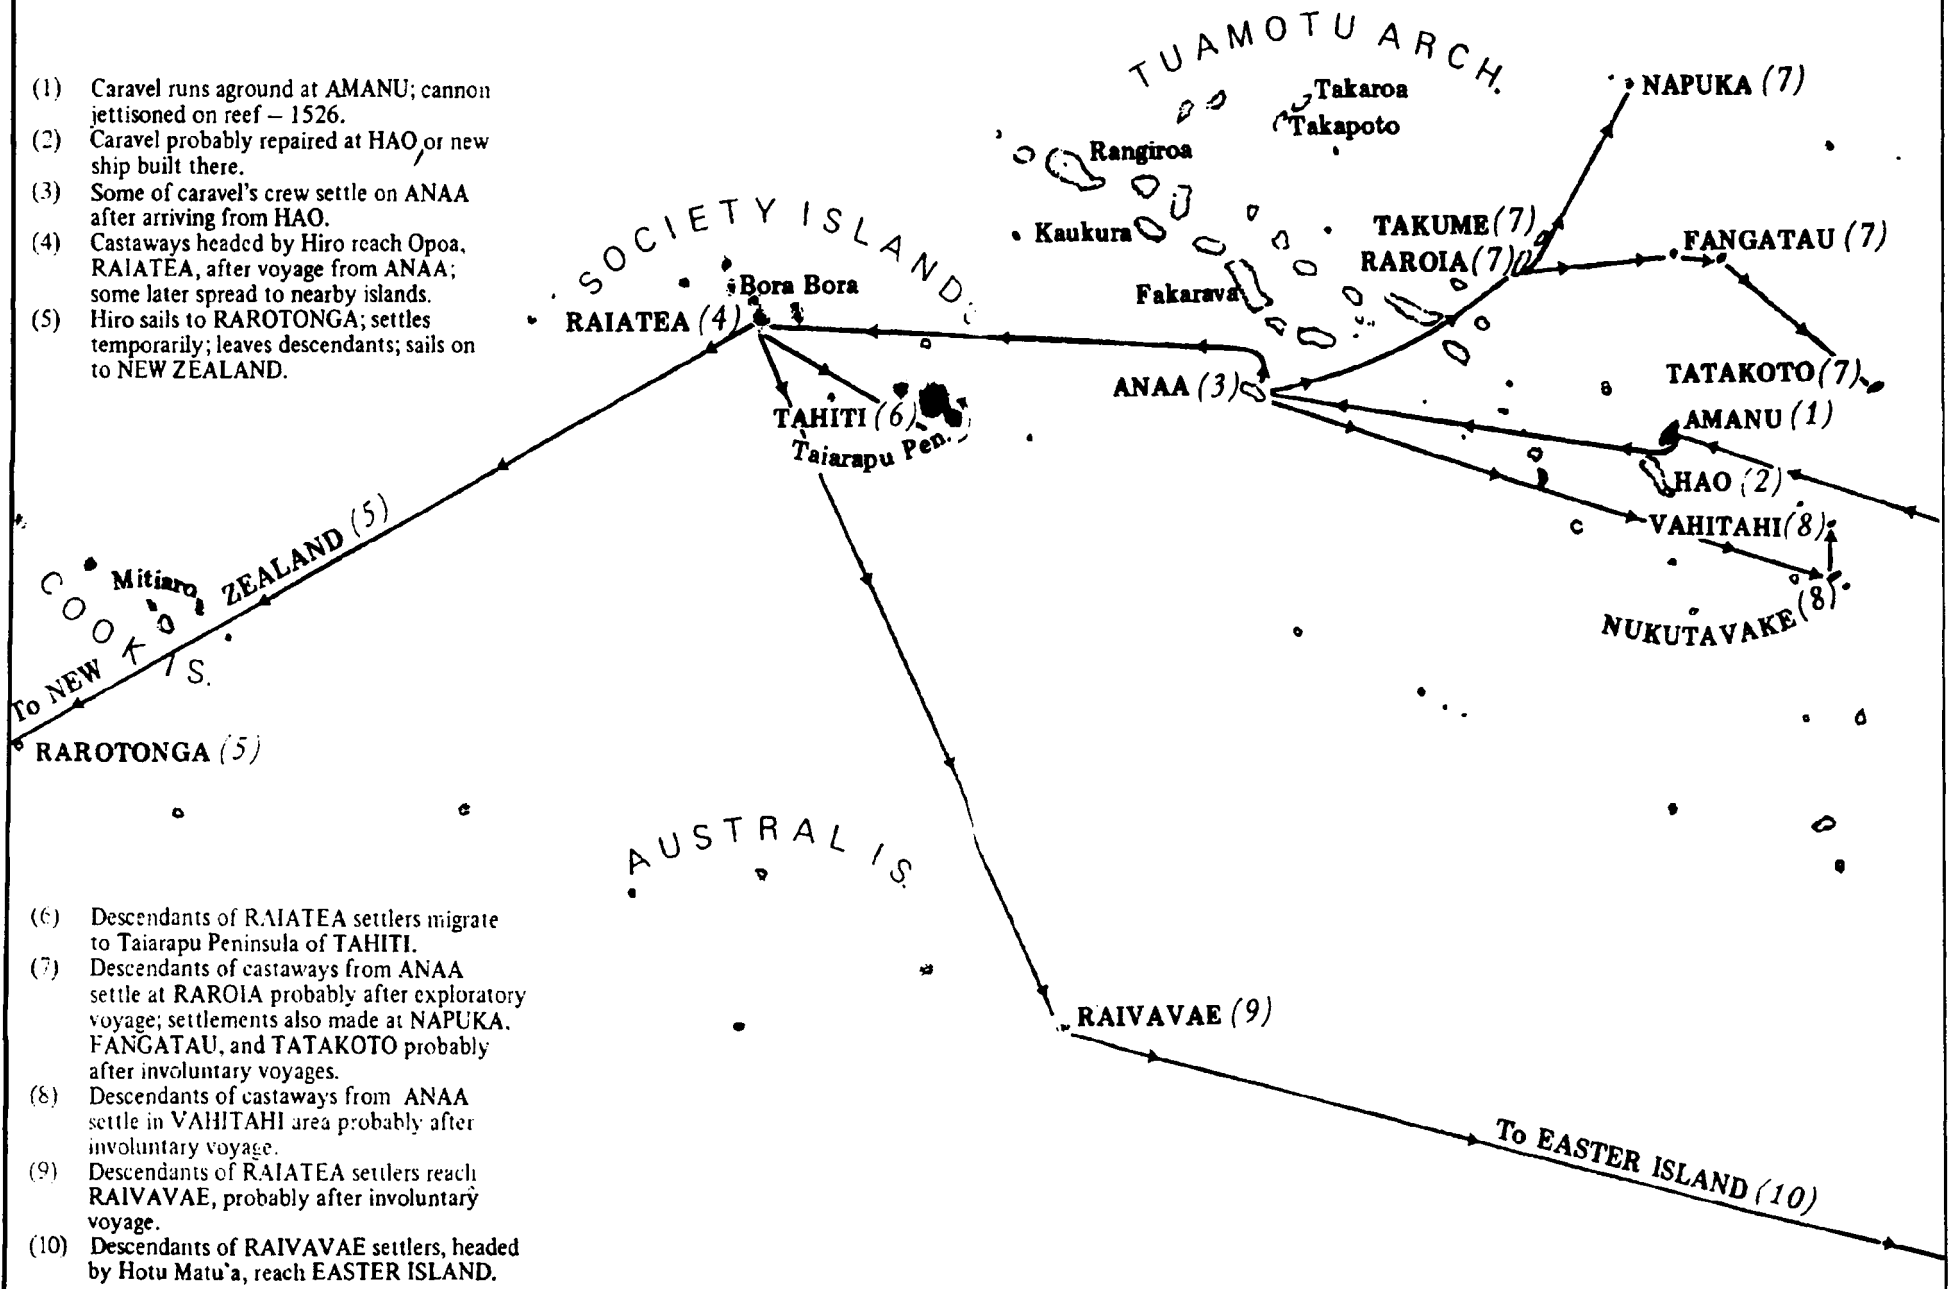 TUAMOTU ARCH.
(1) Caravel runs aground at AMANU; cannon
jettisoned on reef – 1526.
(2) Caravel probably repaired at HAO or new
ship built there.
(3) Some of caravel's crew settle on ANAA
after arriving from HAO.
(4) Castaways headed by Hiro reach Opoa,
RAIATEA, after voyage from ANAA;
some later spread to nearby islands.
(5) Hiro sails to RAROTONGA; settles
temporarily; leaves descendants; sails on
to NEW ZEALAND.
Takaroa
Takapoto
NAPUKA (7)
Rangiroa
SOCIETY ISLANDS
Kaukura
TAKUME (7)
RAROIA (7)
FANGATAU (7)
Fakarava
Bora Bora
RAIATEA (4)
ANAA (3)
TATAKOTO (7)
TAHITI (6)
Taiarapu Pen.
AMANU (1)
HAO (2)
VAHITAHI (8)
NUKUTAVAKE (8)
COOK IS.
Mitiaro
To NEW ZEALAND (5)
RAROTONGA (5)
AUSTRAL IS.
RAIVAVAE (9)
To EASTER ISLAND (10)
(6) Descendants of RAIATEA settlers migrate
to Taiarapu Peninsula of TAHITI.
(7) Descendants of castaways from ANAA
settle at RAROIA probably after exploratory
voyage; settlements also made at NAPUKA.
FANGATAU, and TATAKOTO probably
after involuntary voyages.
(8) Descendants of castaways from ANAA
settle in VAHITAHI area probably after
involuntary voyage.
(9) Descendants of RAIATEA settlers reach
RAIVAVAE, probably after involuntary
voyage.
(10) Descendants of RAIVAVAE settlers, headed
by Hotu Matu'a, reach EASTER ISLAND.